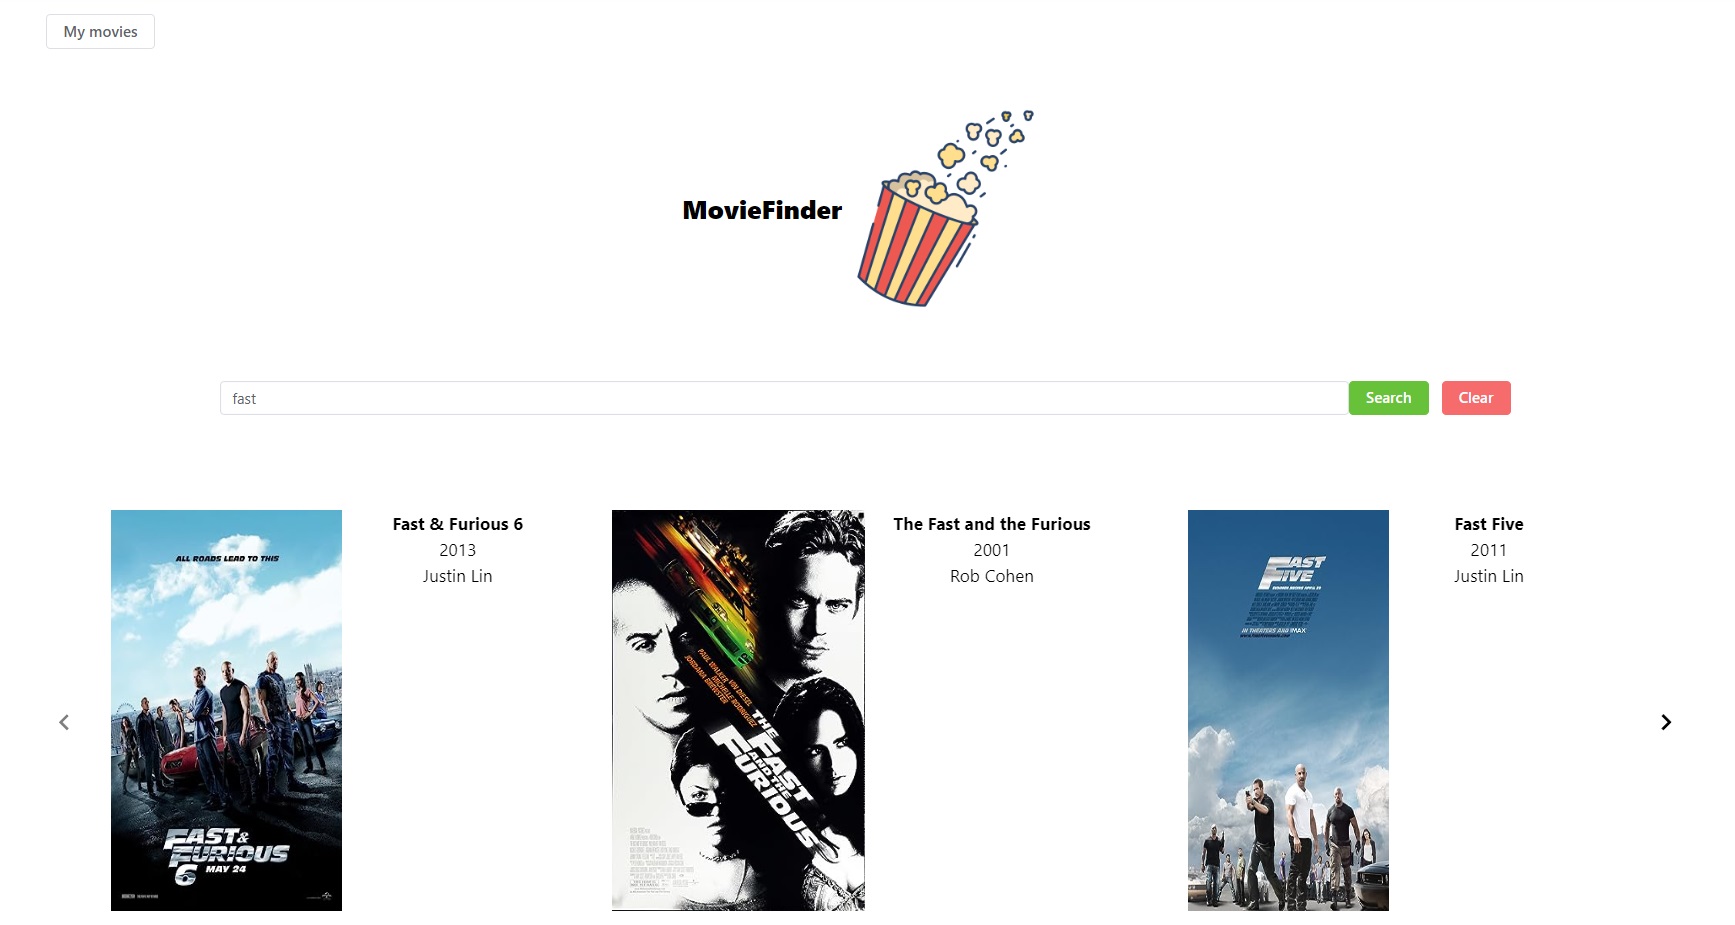 My movies
MovieFinder
fast
Search
Clear
ALL ROADS LEAD TO THIS
FAST &
FURIOUS
6 MAY 24
Fast & Furious 6
2013
Justin Lin
PAUL WALKER VIN DIESEL
MICHELLE RODRIGUEZ
JORDANA BREWSTER
THE
FAST
AND THE
FURIOUS
The Fast and the Furious
2001
Rob Cohen
FAST
FIVE
IN THEATERS AND IMAX
Fast Five
2011
Justin Lin